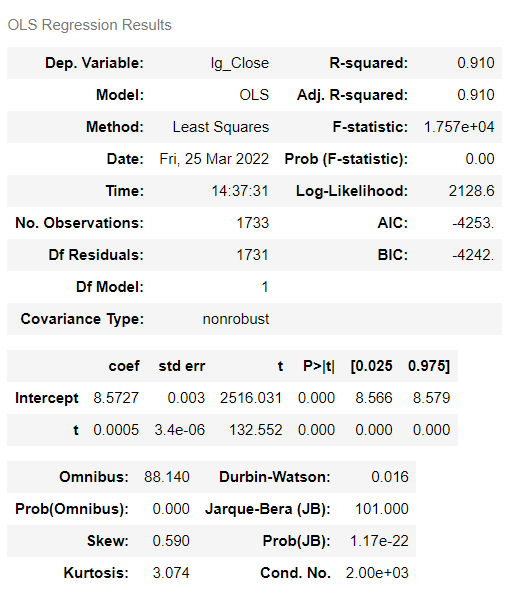 OLS Regression Results
Dep. Variable: lg_Close R-squared: 0.910
Model: OLS Adj. R-squared: 0.910
Method: Least Squares F-statistic: 1.757e+04
Date: Fri, 25 Mar 2022 Prob (F-statistic): 0.00
Time: 14:37:31 Log-Likelihood: 2128.6
No. Observations: 1733 AIC: -4253.
Df Residuals: 1731 BIC: -4242.
Df Model: 1
Covariance Type: nonrobust
coef std err t P>|t| [0.025 0.975]
Intercept 8.5727 0.003 2516.031 0.000 8.566 8.579
t 0.0005 3.4e-06 132.552 0.000 0.000 0.000
Omnibus: 88.140 Durbin-Watson: 0.016
Prob(Omnibus): 0.000 Jarque-Bera (JB): 101.000
Skew: 0.590 Prob(JB): 1.17e-22
Kurtosis: 3.074 Cond. No. 2.00e+03